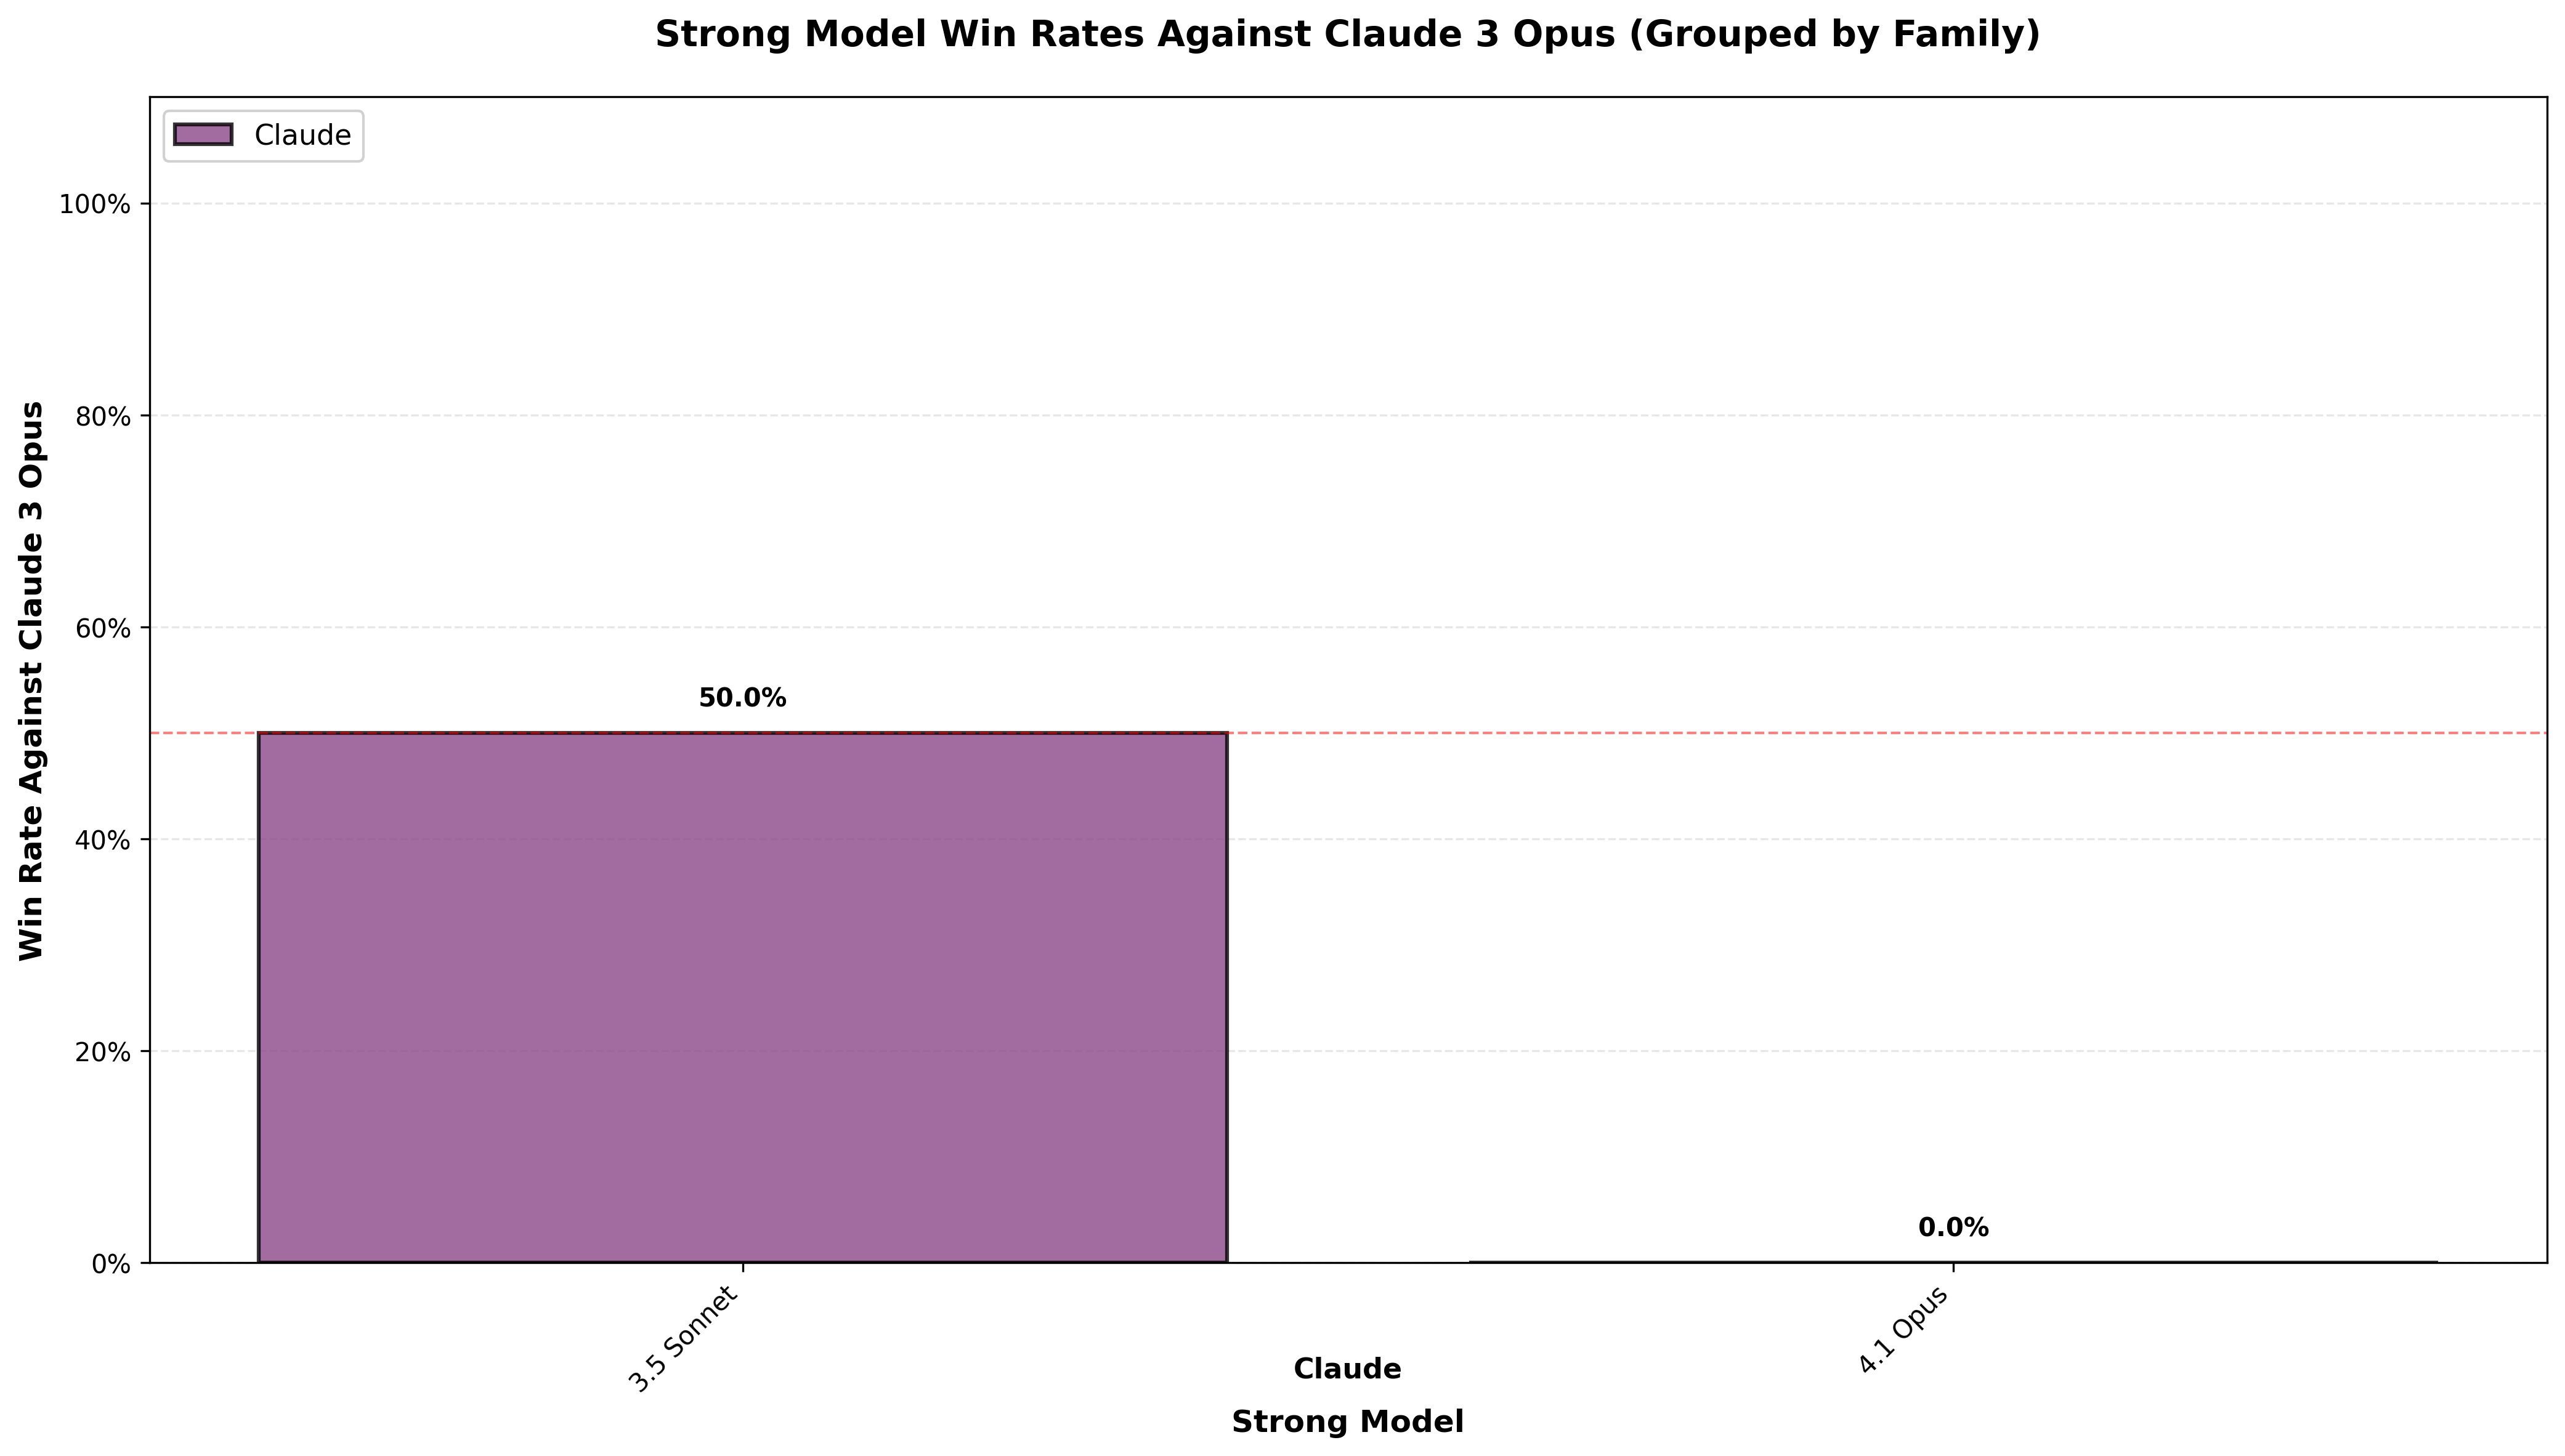 Strong Model Win Rates Against Claude 3 Opus (Grouped by Family)
Claude
Win Rate Against Claude 3 Opus
100%
80%
60%
40%
20%
0%
50.0%
0.0%
3.5 Sonnet
4.1 Opus
Claude
Strong Model